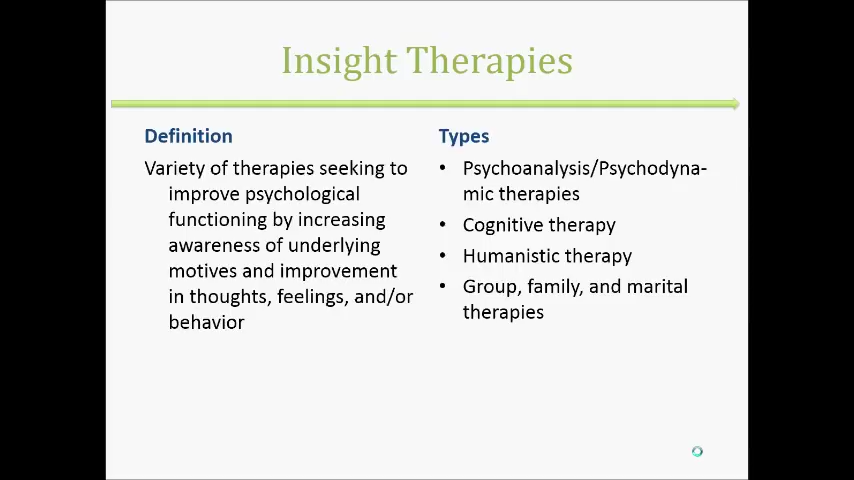 Insight Therapies
Definition
Variety of therapies seeking to
improve psychological
functioning by increasing
awareness of underlying
motives and improvement
in thoughts, feelings, and/or
behavior
Types
• Psychoanalysis/Psychodyna-
mic therapies
• Cognitive therapy
• Humanistic therapy
• Group, family, and marital
therapies